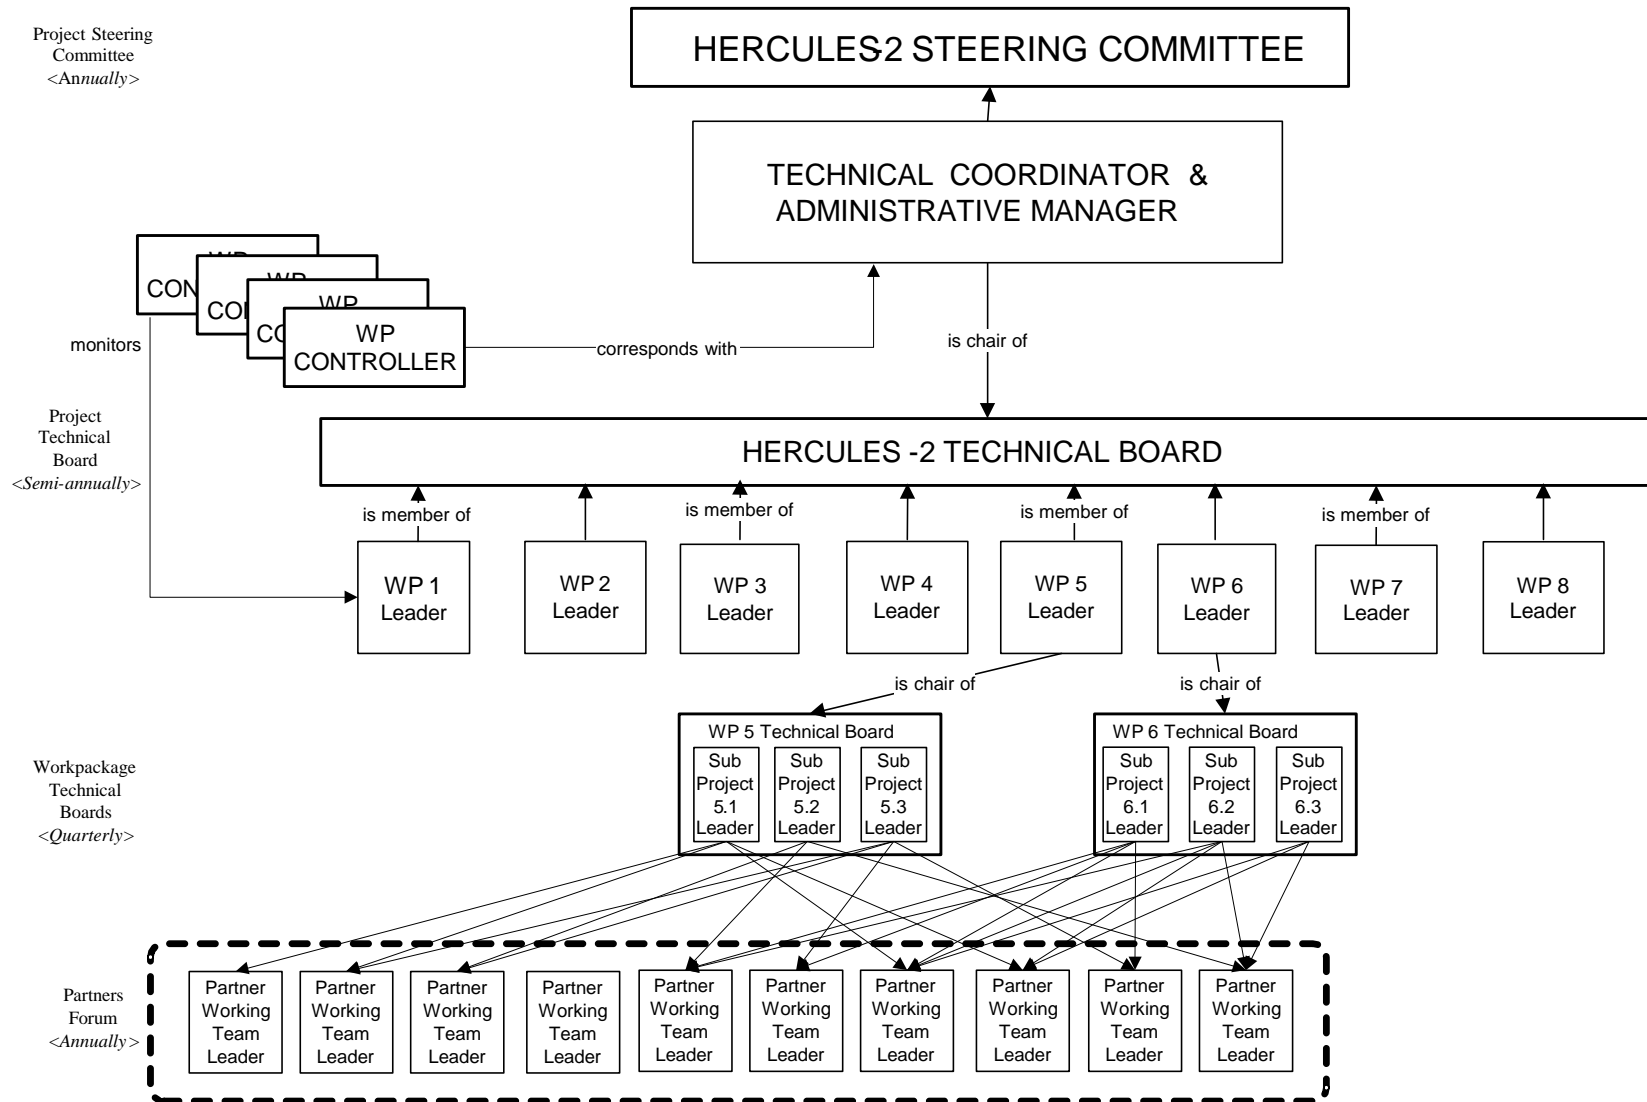 Project Steering
Committee
<Annually>
HERCULES-2 STEERING COMMITTEE
TECHNICAL COORDINATOR &
ADMINISTRATIVE MANAGER
WP
CON
WP
CO
WP
CO
WP
CONTROLLER
monitors
corresponds with
is chair of
Project
Technical
Board
<Semi-annually>
HERCULES -2 TECHNICAL BOARD
is member of
is member of
is member of
is member of
WP 1
Leader
WP 2
Leader
WP 3
Leader
WP 4
Leader
WP 5
Leader
WP 6
Leader
WP 7
Leader
WP 8
Leader
is chair of
is chair of
Workpackage
Technical
Boards
<Quarterly>
WP 5 Technical Board
Sub
Project
5.1
Leader
Sub
Project
5.2
Leader
Sub
Project
5.3
Leader
WP 6 Technical Board
Sub
Project
6.1
Leader
Sub
Project
6.2
Leader
Sub
Project
6.3
Leader
Partners
Forum
<Annually>
Partner
Working
Team
Leader
Partner
Working
Team
Leader
Partner
Working
Team
Leader
Partner
Working
Team
Leader
Partner
Working
Team
Leader
Partner
Working
Team
Leader
Partner
Working
Team
Leader
Partner
Working
Team
Leader
Partner
Working
Team
Leader
Partner
Working
Team
Leader